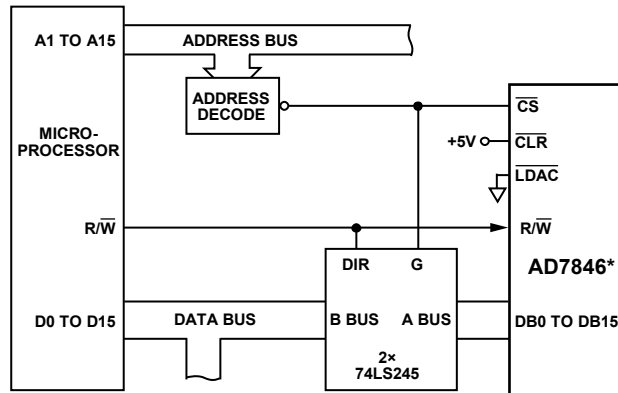 A1 TO A15
ADDRESS BUS
ADDRESS
DECODE
MICRO-
PROCESSOR
CS
+5V
CLR
LDAC
R/W
R/W
DIR
G
AD7846*
D0 TO D15
DATA BUS
B BUS
A BUS
DB0 TO DB15
2×
74LS245